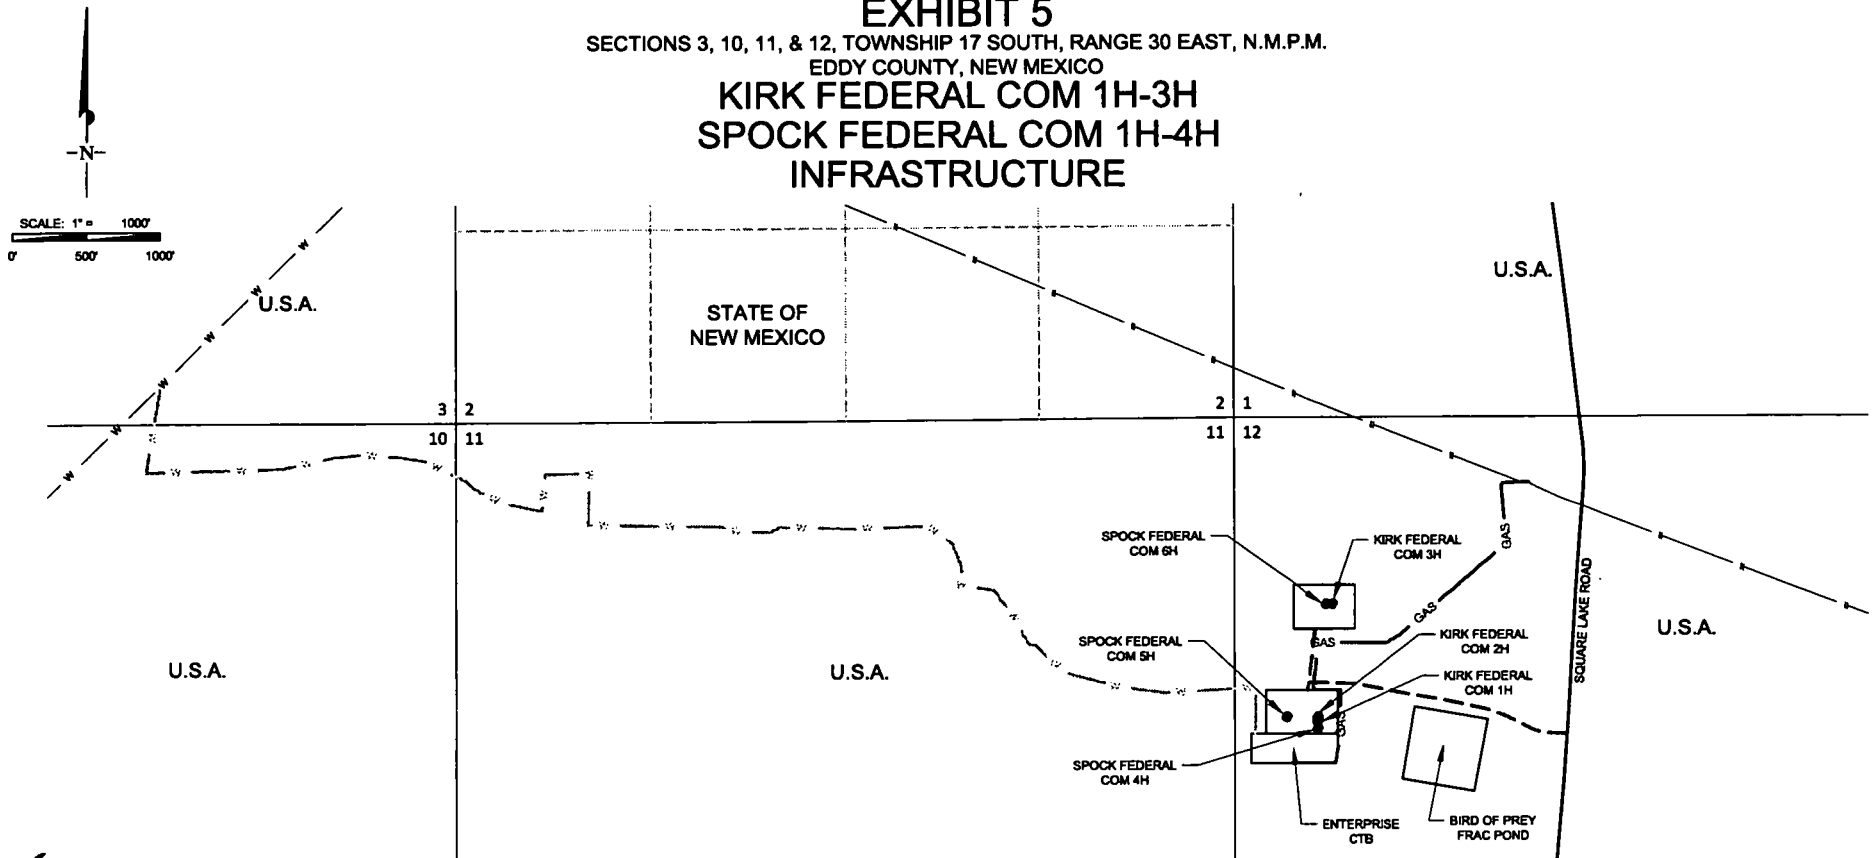 EXHIBIT 5
SECTIONS 3, 10, 11, & 12, TOWNSHIP 17 SOUTH, RANGE 30 EAST, N.M.P.M.
EDDY COUNTY, NEW MEXICO
KIRK FEDERAL COM 1H-3H
SPOCK FEDERAL COM 1H-4H
INFRASTRUCTURE
-N-
SCALE: 1" = 1000'
0' 500' 1000'
U.S.A.
STATE OF
NEW MEXICO
U.S.A.
3 2
10 11
2 1
11 12
W W W W W W W
W W W W W W W W W W W W W W W W W W W
SPOCK FEDERAL
COM 6H
KIRK FEDERAL
COM 3H
GAS
GAS
GAS
GAS
SQUARE LAKE ROAD
U.S.A.
U.S.A.
U.S.A.
SPOCK FEDERAL
COM 5H
KIRK FEDERAL
COM 2H
KIRK FEDERAL
COM 1H
SPOCK FEDERAL
COM 4H
ENTERPRISE
CTB
BIRD OF PREY
FRAC POND